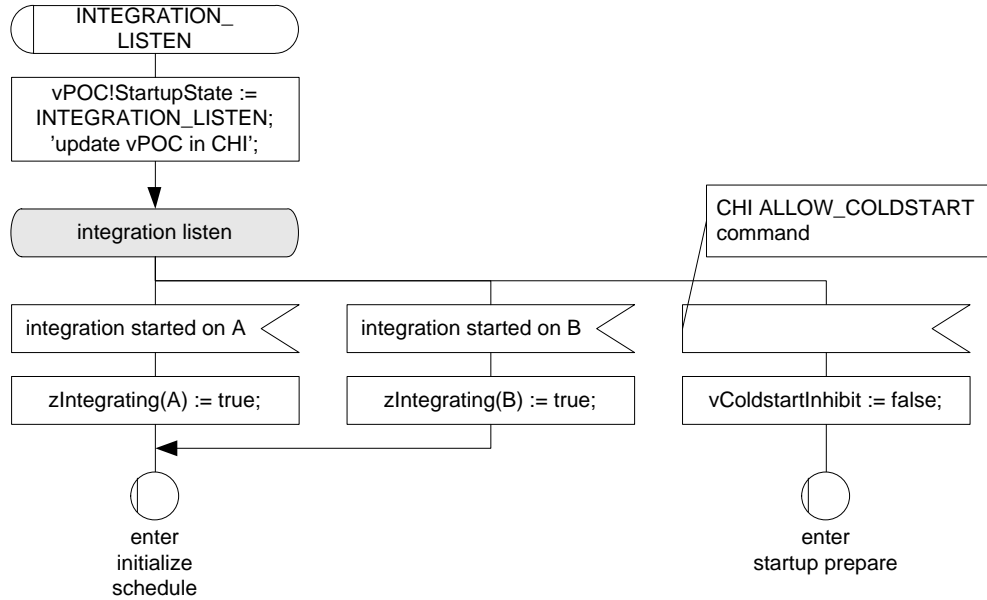 INTEGRATION_
LISTEN
vPOC!StartupState :=
INTEGRATION_LISTEN;
’update vPOC in CHI’;
integration listen
CHI ALLOW_COLDSTART
command
integration started on A
integration started on B
zIntegrating(A) := true;
zIntegrating(B) := true;
vColdstartInhibit := false;
enter
initialize
schedule
enter
startup prepare